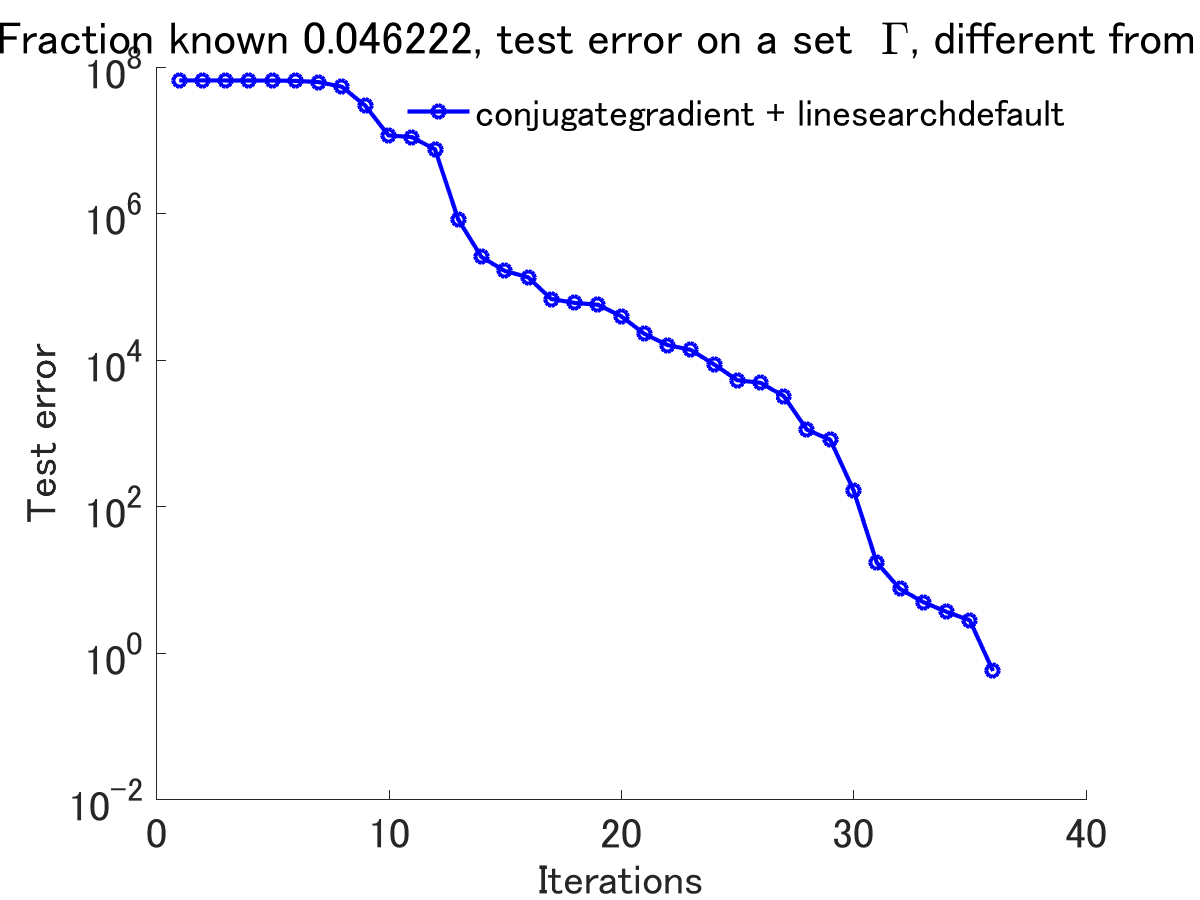 Fraction known 0.046222, test error on a set Γ, different from
10^8
conjugategradient + linesearchdefault
10^6
10^4
Test error
10^2
10^0
10^-2
0 10 20 30 40
Iterations